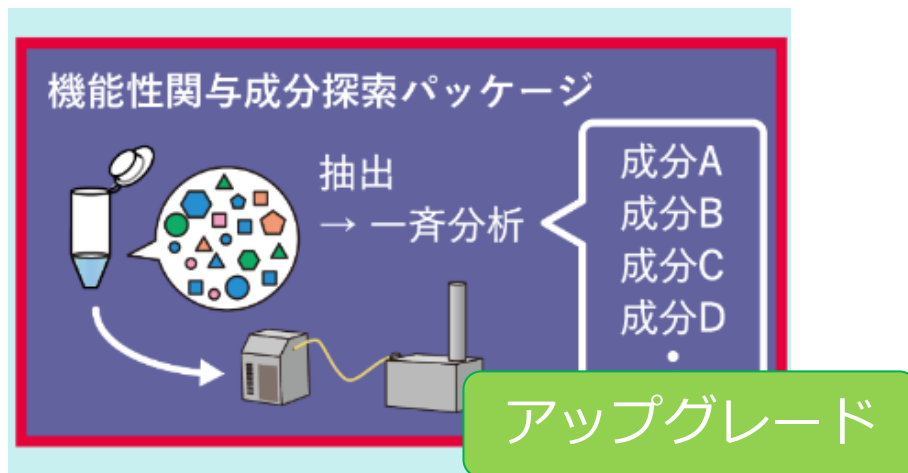 機能性関与成分探索パッケージ
抽出
→ 一斉分析
成分A
成分B
成分C
成分D
・
アップグレード